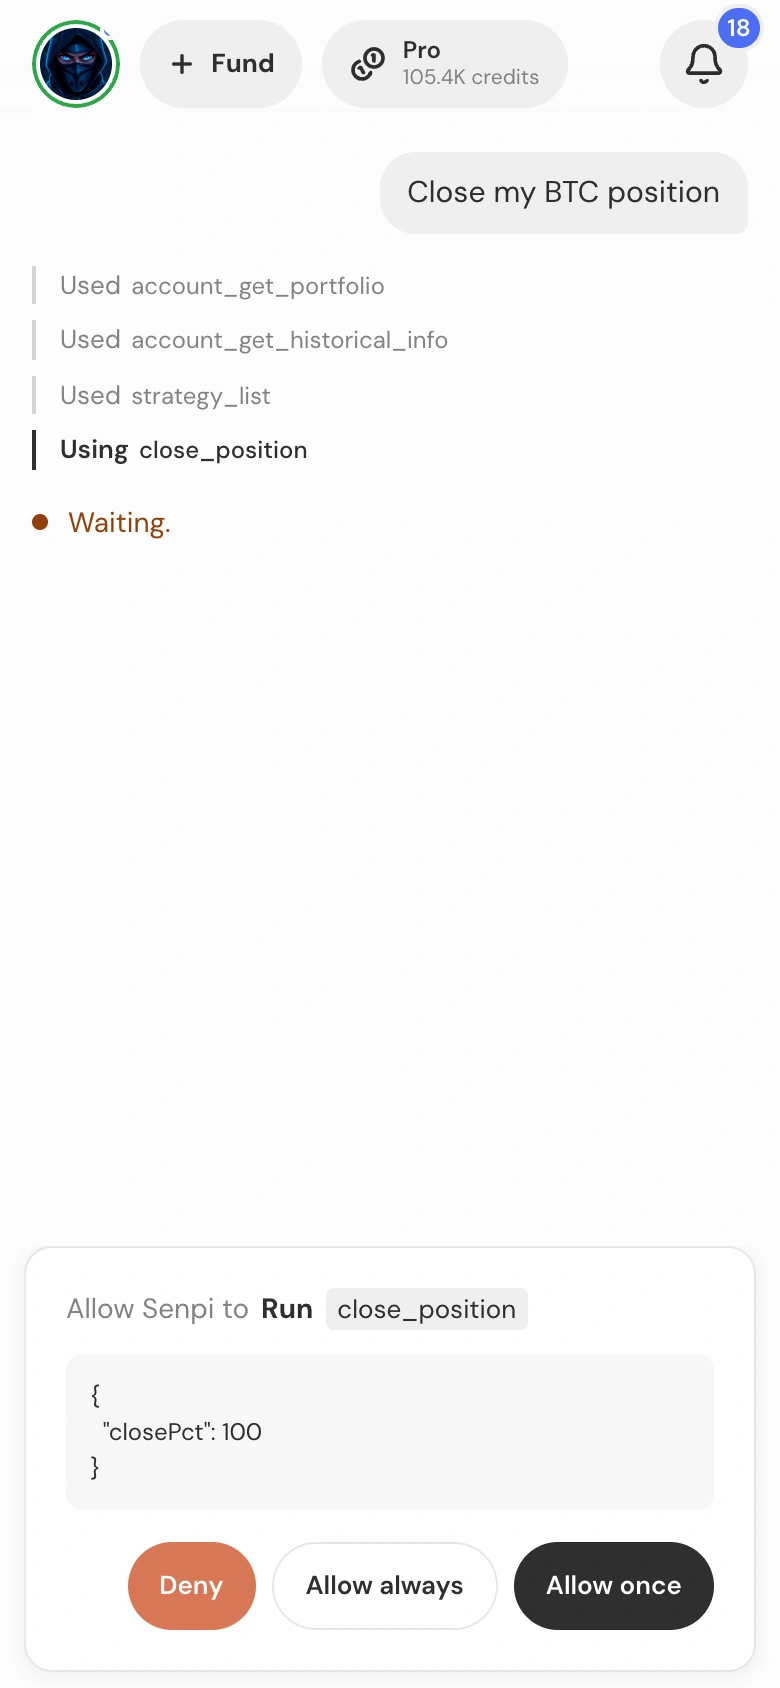 + Fund
Pro
105.4K credits
18
Close my BTC position
Used account_get_portfolio
Used account_get_historical_info
Used strategy_list
Using close_position
Waiting.
Allow Senpi to Run close_position
{
"closePct": 100
}
Deny
Allow always
Allow once